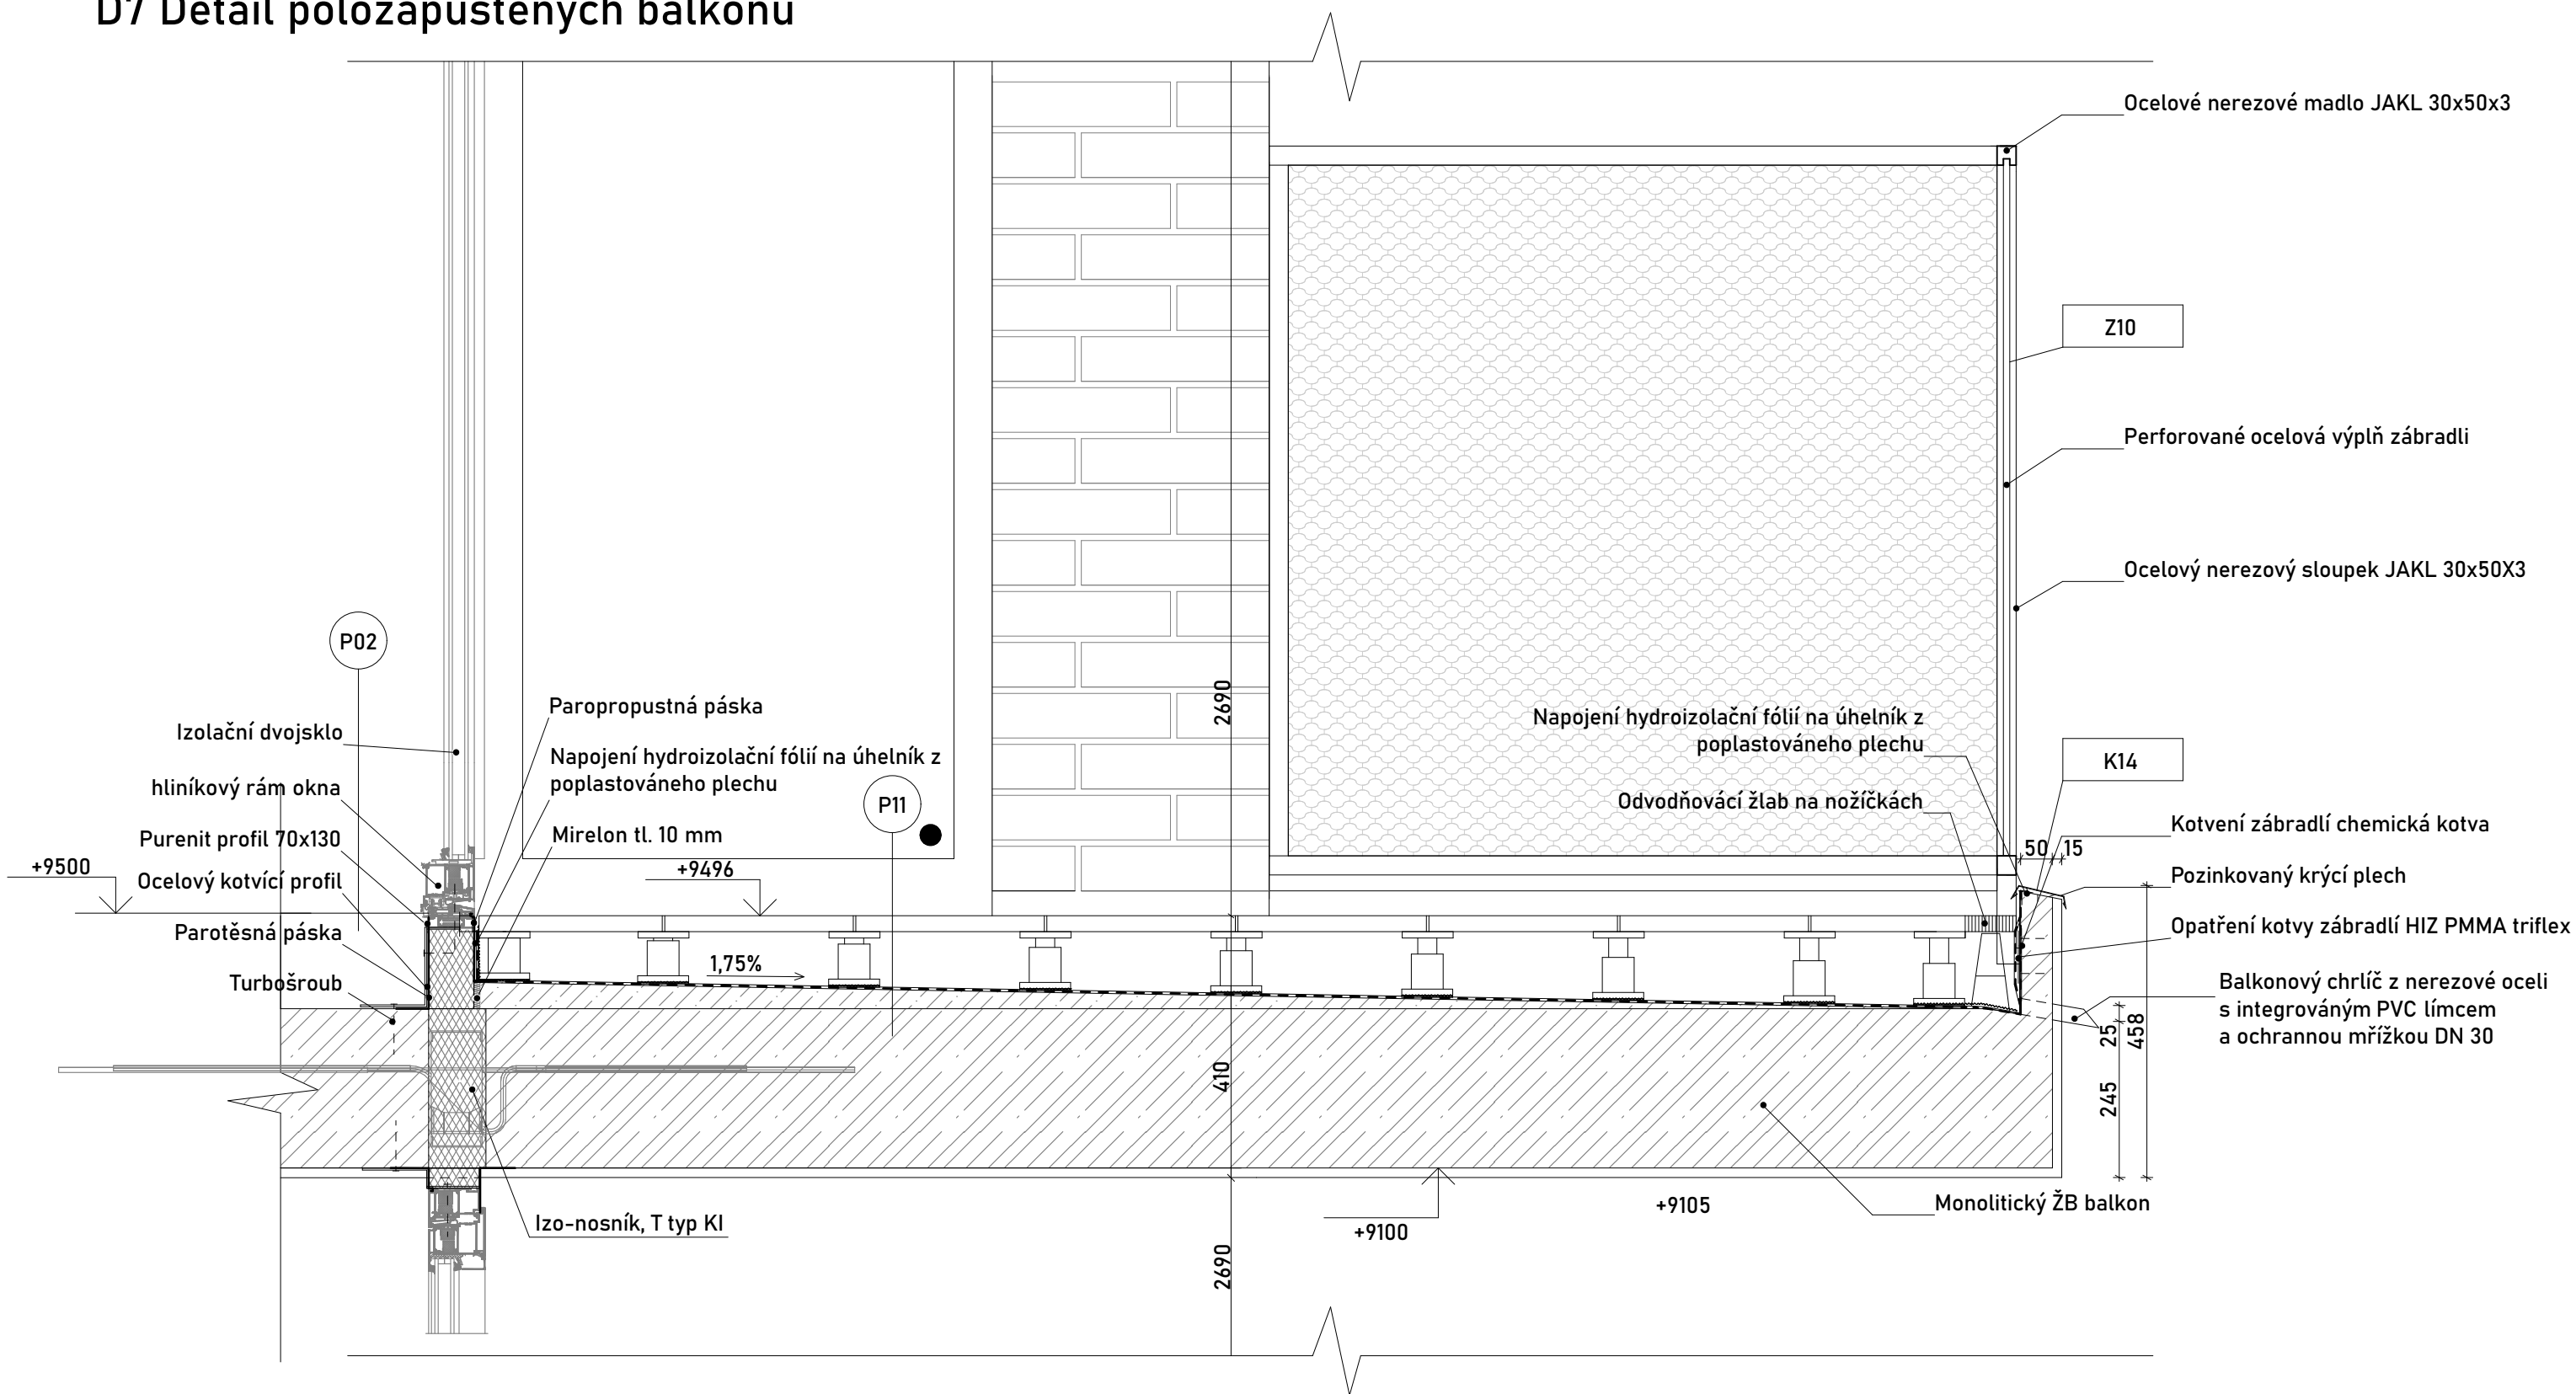 D7 Detail polozapuštěných balkonů
Ocelové nerezové madlo JAKL 30x50x3
Z10
Perforované ocelová výplň zábradli
Ocelový nerezový sloupek JAKL 30x50X3
P02
Paropropustná páska
Izolační dvojsklo
Napojení hydroizolační fólií na úhelník z
poplastováneho plechu
hliníkový rám okna
P11
Purenit profil 70x130
Mirelon tl. 10 mm
+9500
Ocelový kotvící profil
+9496
Parotěsná páska
1,75%
Turbošroub
2690
Napojení hydroizolační fólií na úhelník z
poplastováneho plechu
Odvodňovácí žlab na nožíčkách
K14
Kotvení zábradlí chemická kotva
50
15
Pozinkovaný krýcí plech
Opatření kotvy zábradlí HIZ PMMA triflex
Balkonový chrlíč z nerezové oceli
s integrováným PVC límcem
a ochrannou mřížkou DN 30
25
458
245
410
Monolitický ŽB balkon
+9105
+9100
Izo-nosník, T typ KI
2690